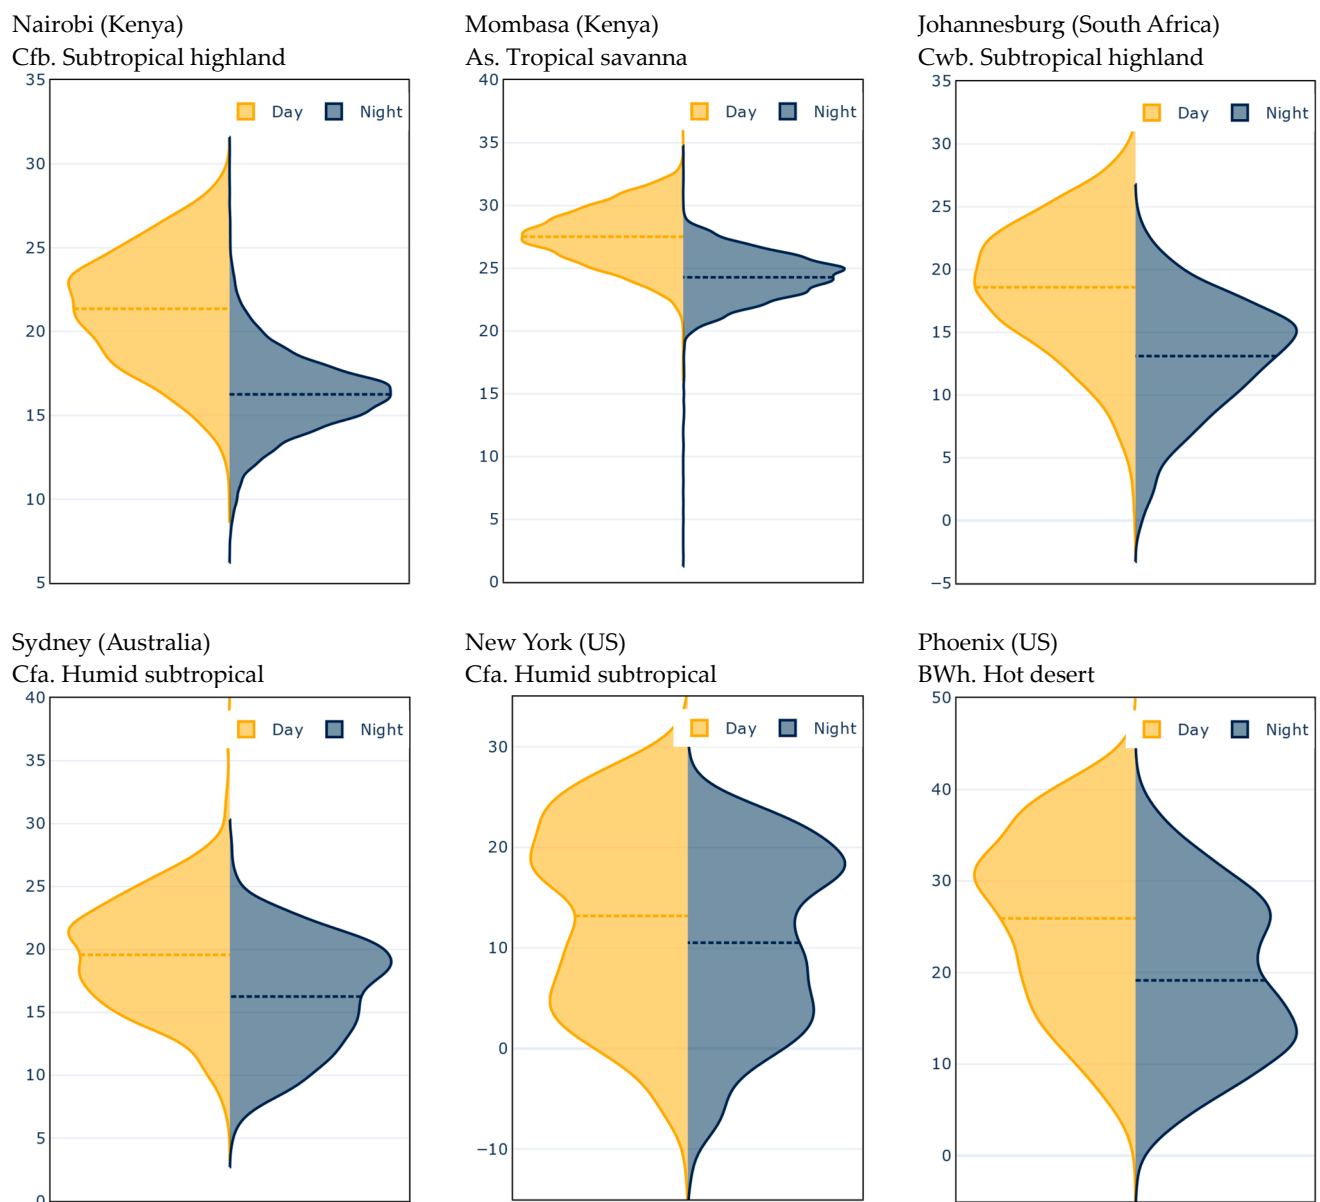 Nairobi (Kenya)
Cfb. Subtropical highland
35
Day
Night
30
25
20
15
10
5
Mombasa (Kenya)
As. Tropical savanna
40
Day
Night
35
30
25
20
15
10
5
0
Johannesburg (South Africa)
Cwb. Subtropical highland
35
Day
Night
30
25
20
15
10
5
0
−5
Sydney (Australia)
Cfa. Humid subtropical
40
Day
Night
35
30
25
20
15
10
5
0
New York (US)
Cfa. Humid subtropical
Day
Night
30
20
10
0
−10
Phoenix (US)
BWh. Hot desert
50
Day
Night
40
30
20
10
0